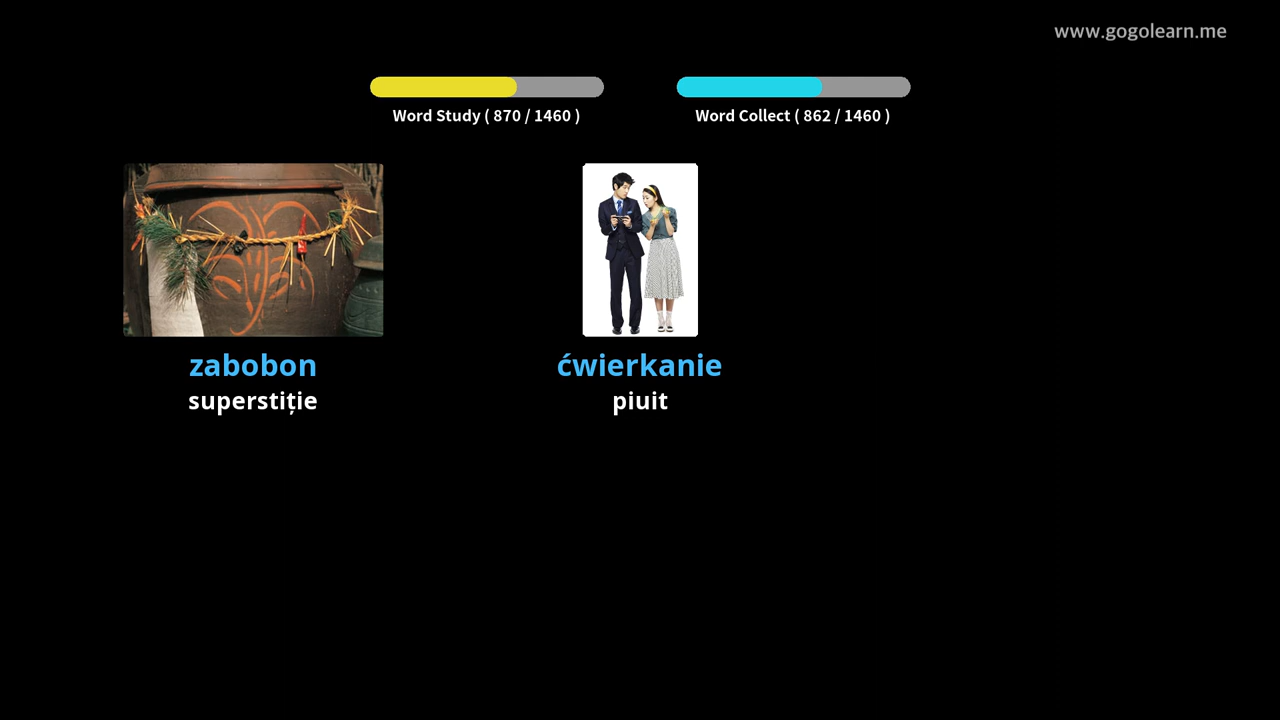 www.gogolearn.me
Word Study ( 870 / 1460 )
Word Collect ( 862 / 1460 )
zabobon
superstiție
ćwierkanie
piuit